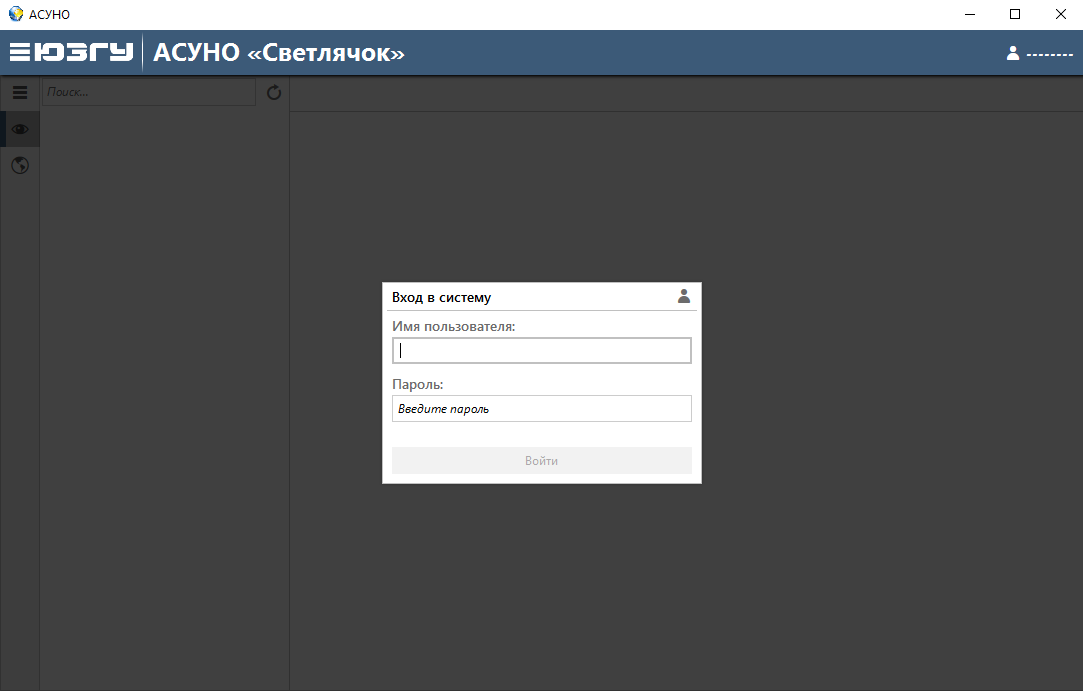 АСУНО
ЮЗГУ АСУНО «Светлячок» --------
Поиск...
Вход в систему
Имя пользователя:
Пароль:
Введите пароль
Войти